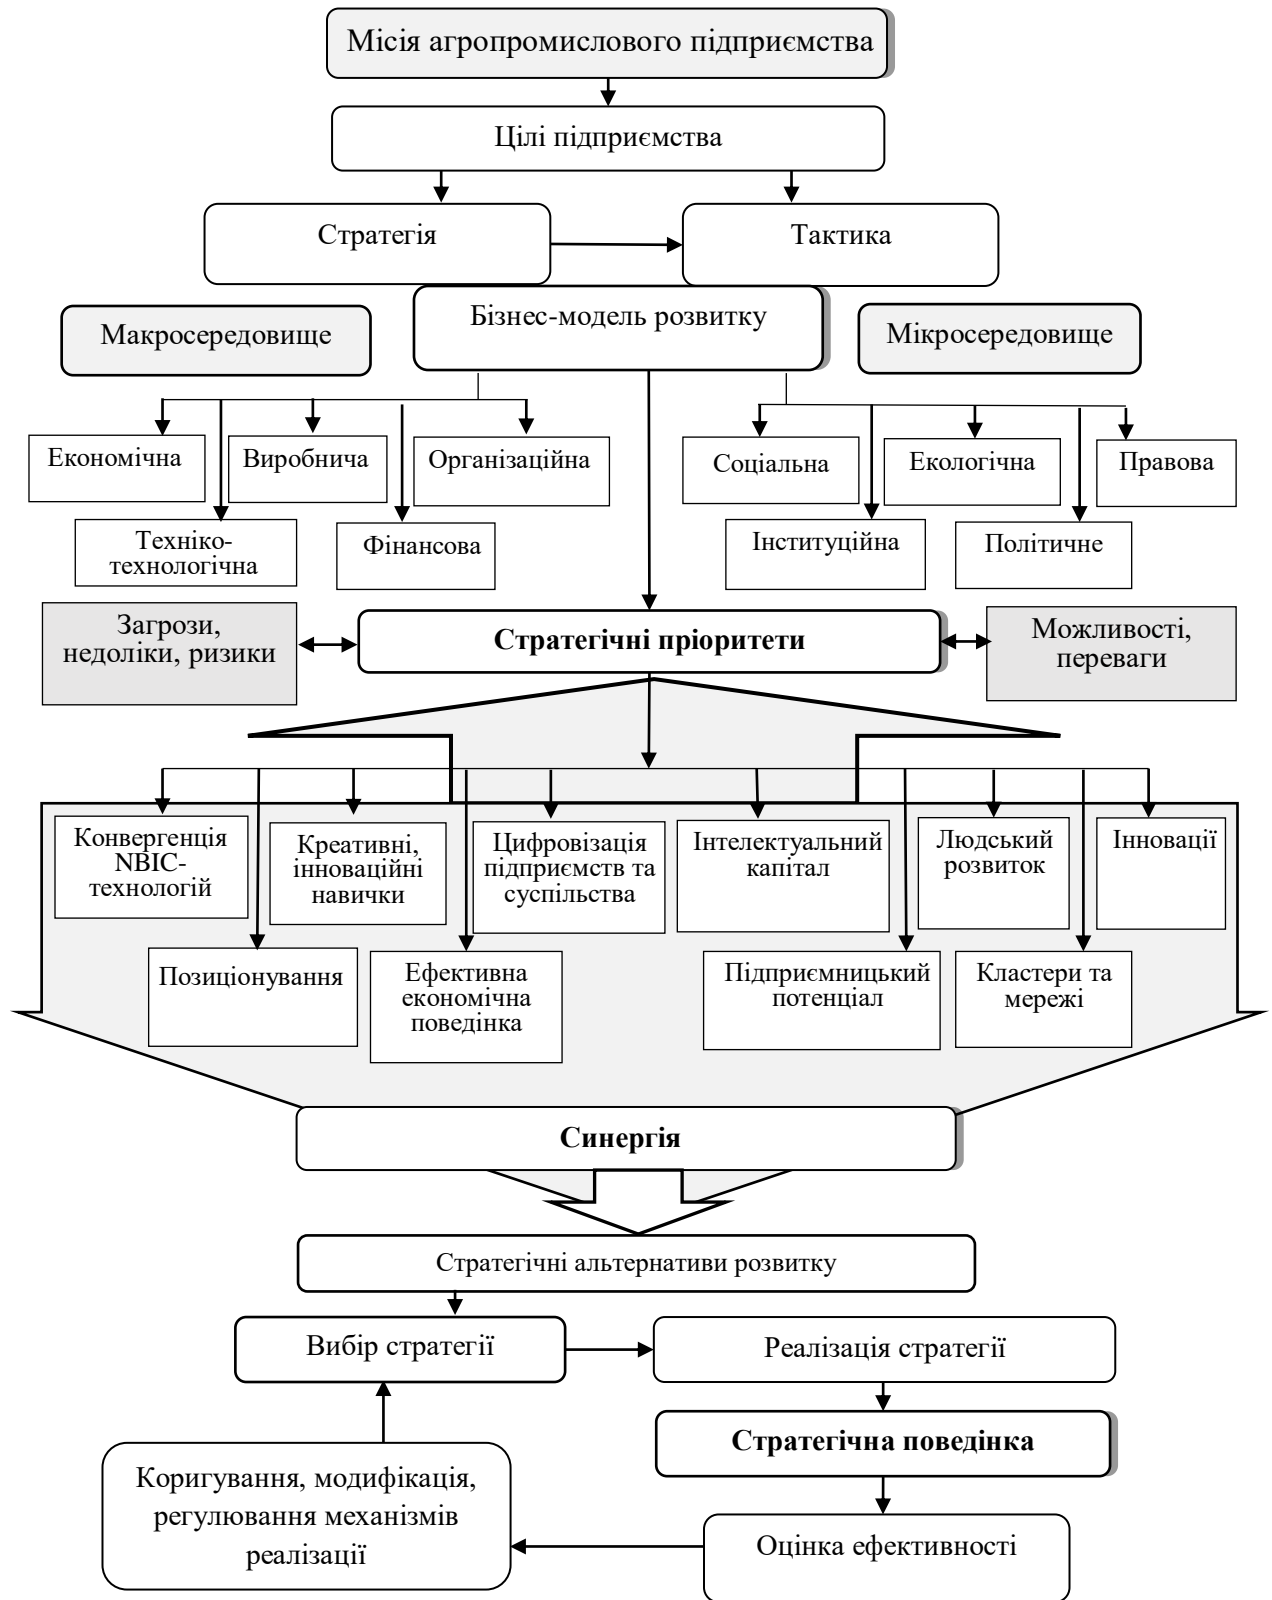 Місія агропромислового підприємства
Цілі підприємства
Стратегія
Тактика
Бізнес-модель розвитку
Макросередовище
Мікросередовище
Економічна
Виробнича
Організаційна
Соціальна
Екологічна
Правова
Техніко-
технологічна
Фінансова
Інституційна
Політичне
Загрози,
недоліки, ризики
Стратегічні пріоритети
Можливості,
переваги
Конвергенція
NBIC-
технологій
Креативні,
інноваційні
навички
Цифровізація
підприємств та
суспільства
Інтелектуальний
капітал
Людський
розвиток
Інновації
Позиціонування
Ефективна
економічна
поведінка
Підприємницький
потенціал
Кластери та
мережі
Синергія
Стратегічні альтернативи розвитку
Вибір стратегії
Реалізація стратегії
Стратегічна поведінка
Коригування, модифікація,
регулювання механізмів
реалізації
Оцінка ефективності